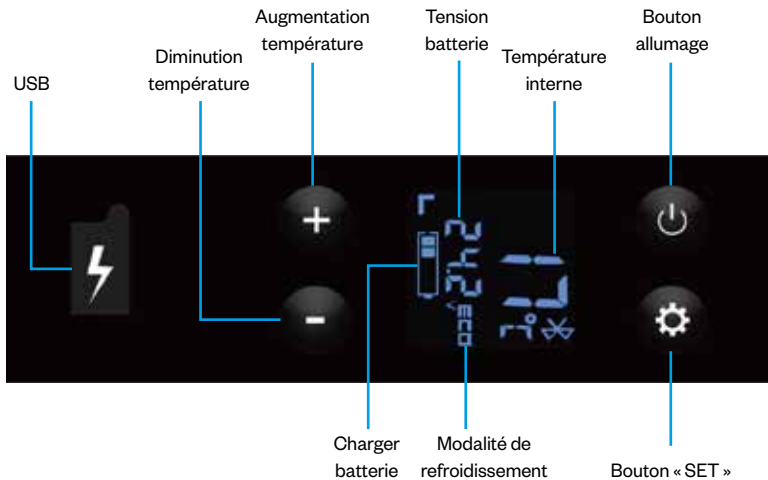 Augmentation
température
Tension
batterie
Bouton
allumage
Diminution
température
Température
interne
USB
+
-
24.2 V
ECO
Charger
batterie
Modalité de
refroidissement
Bouton « SET »